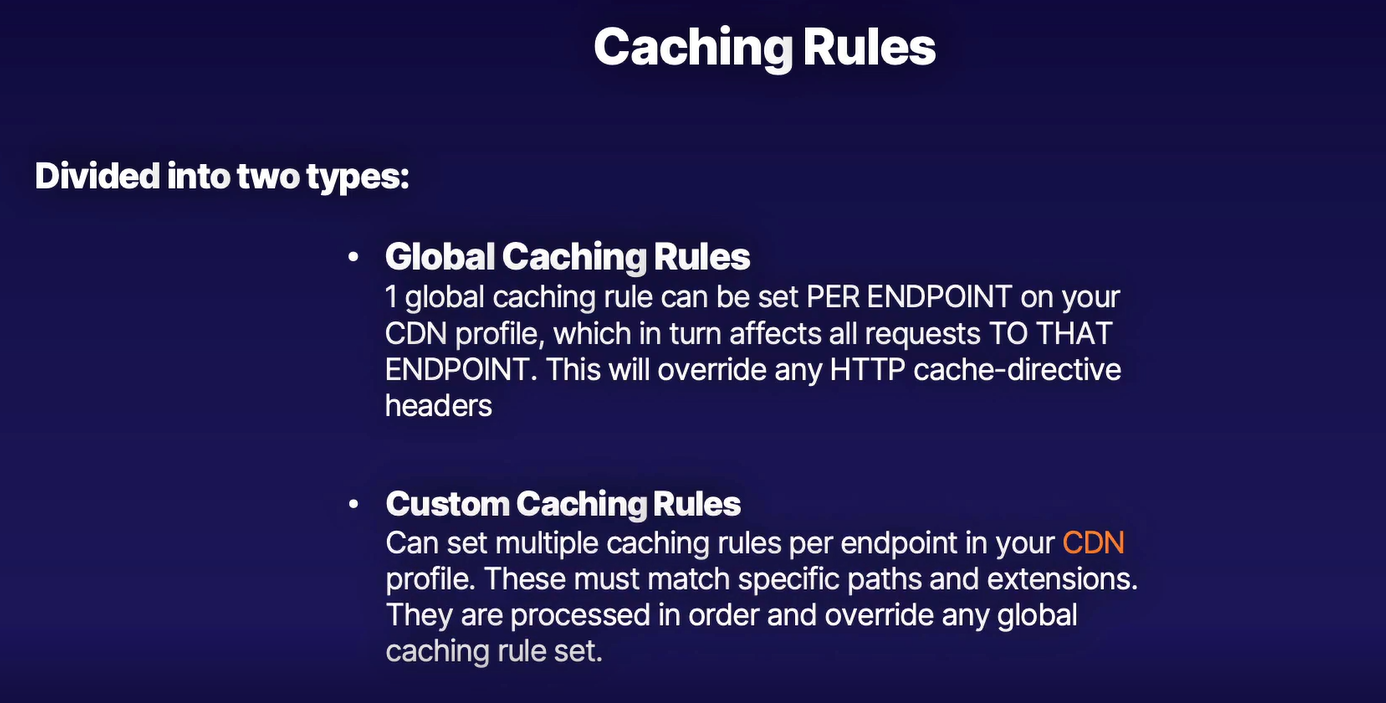 Caching Rules
Divided into two types:
• Global Caching Rules
1 global caching rule can be set PER ENDPOINT on your
CDN profile, which in turn affects all requests TO THAT
ENDPOINT. This will override any HTTP cache-directive
headers
• Custom Caching Rules
Can set multiple caching rules per endpoint in your CDN
profile. These must match specific paths and extensions.
They are processed in order and override any global
caching rule set.